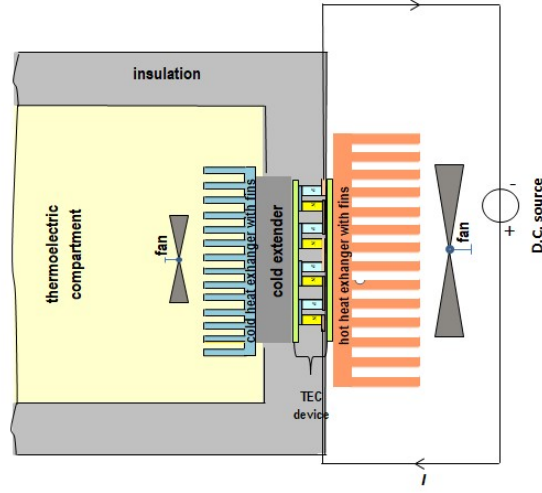 insulation
thermoelectric
compartment
fan
cold heat exhanger with fins
cold extender
TEC
device
hot heat exhanger with fins
fan
-
+
D.C. source
I